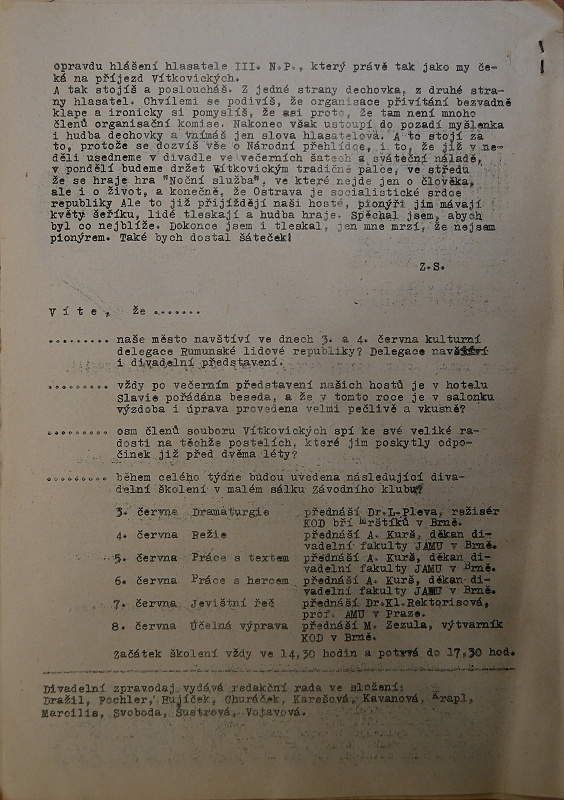 opravdu hlášení hlasatele III. N.P., který právě tak jako my če-
ká na příjezd Vítkovických.
A tak stojíš a posloucháš. Z jedné strany dechovka, z druhé stra-
ny hlasatel. Chvílemi se podivíš, že organisace přivítání bezvadně
klape a ironicky si pomyslíš, že asi proto, že tam není mnoho
členů organisační komise. Nakonec však ustoupí do pozadí myšlenka
i hudba dechovky a vnímáš jen slova hlasatelova. A to stojí za
to, protože se dozvíš vše o Národní přehlídce, i to, že již v ne-
děli usedneme v divadle ve večerních šatech a sváteční náladě,
v pondělí budeme držet Vítkovickým tradičně palce, ve středu
že se hraje hra "Noční služba", ve které nejde jen o člověka,
ale i o život, a konečně, že Ostrava je socialistické srdce
republiky Ale to již přijíždějí naši hosté, pionýři jim mávají
květy šeříku, lidé tleskají a hudba hraje. Spěchal jsem, abych
byl co nejblíže. Dokonce jsem i tleskal, jen mne mrzí, že nejsem
pionýrem. Také bych dostal šáteček!
Z.S.
V í t e , že .......
......... naše město navštíví ve dnech 3. a 4. června kulturní
delegace Rumunské lidové republiky? Delegace navštíví
i divadelní představení.
......... vždy po večerním představení našich hostů je v hotelu
Slavie pořádána beseda, a že v tomto roce je v salonku
výzdoba i úprava provedena velmi pečlivě a vkusně?
......... osm členů souboru Vítkovických spí ke své veliké ra-
dosti na těchže postelích, které jim poskytly odpo-
činek již před dvěma léty?
......... během celého týdne budou uvedena následující diva-
delní školení v malém sálku Závodního klubu?
3. června Dramaturgie přednáší Dr.L.Pleva, režisér
KOD bří Mrštíků v Brně.
4. června Režie přednáší A. Kurš, děkan di-
vadelní fakulty JAMU v Brně.
5. června Práce s textem přednáší A. Kurš, děkan di-
vadelní fakulty JAMU v Brně.
6. června Práce s hercem přednáší A. Kurš, děkan di-
vadelní fakulty JAMU v Brně.
7. června Jevištní řeč přednáší Dr.Kl.Rektorisová,
prof. AMU v Praze.
8. června Účelná výprava přednáší M. Zezula, výtvarník
KOD v Brně.
Začátek školení vždy ve 14,30 hodin a potrvá do 17,30 hod.
Divadelní zpravodaj vydává redakční rada ve složení:
Dražil, Pochler, Bujíček, Churáček, Karešová, Kavanová,
Marcilis, Svoboda, Šustrová, Votavová.